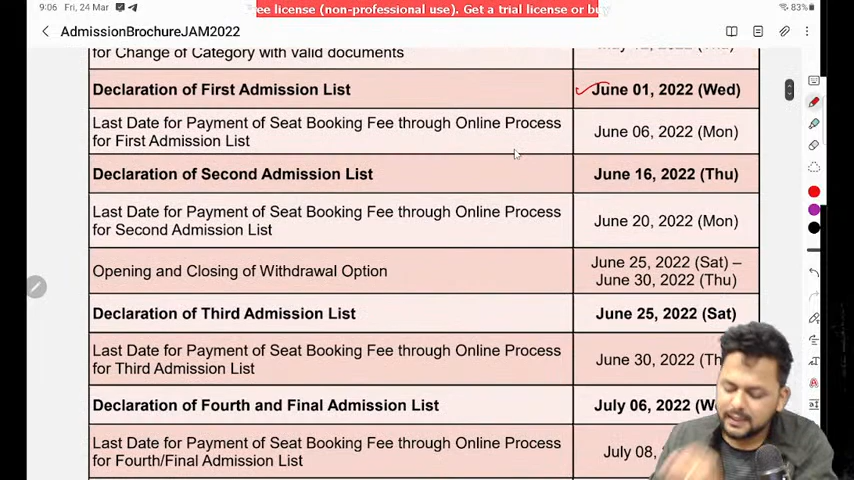 9:06 Fri, 24 Mar
Free license (non-professional use). Get a trial license or bu
83%
AdmissionBrochureJAM2022
for Change of Category with valid documents
Declaration of First Admission List June 01, 2022 (Wed)
Last Date for Payment of Seat Booking Fee through Online Process
for First Admission List June 06, 2022 (Mon)
Declaration of Second Admission List June 16, 2022 (Thu)
Last Date for Payment of Seat Booking Fee through Online Process
for Second Admission List June 20, 2022 (Mon)
Opening and Closing of Withdrawal Option June 25, 2022 (Sat) –
June 30, 2022 (Thu)
Declaration of Third Admission List June 25, 2022 (Sat)
Last Date for Payment of Seat Booking Fee through Online Process
for Third Admission List June 30, 2022 (Th
Declaration of Fourth and Final Admission List July 06, 2022 (W
Last Date for Payment of Seat Booking Fee through Online Process
for Fourth/Final Admission List July 08,